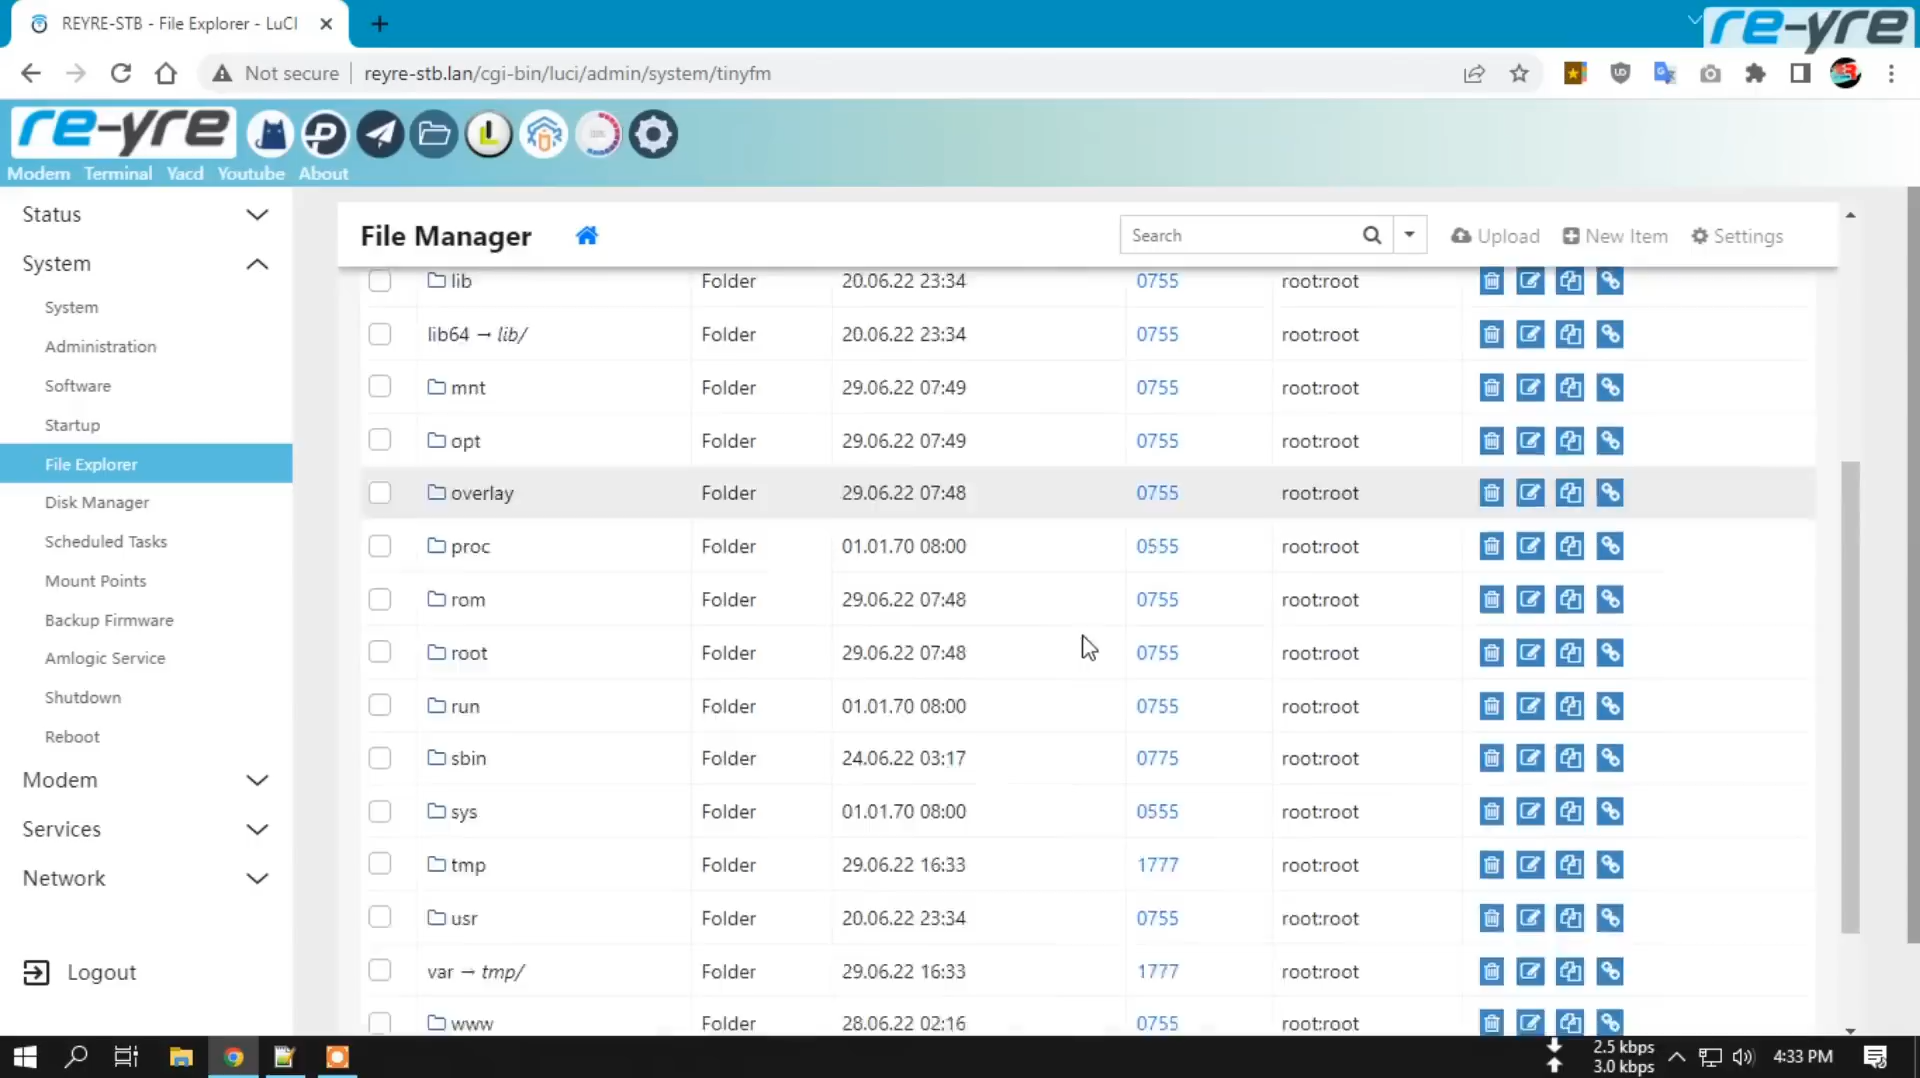 REYRE-STB - File Explorer - LuCI
re-yre
Not secure
reyre-stb.lan/cgi-bin/luci/admin/system/tinyfm
re-yre
Modem Terminal Yacd Youtube About
Status
System
System
Administration
Software
Startup
File Explorer
Disk Manager
Scheduled Tasks
Mount Points
Backup Firmware
Amlogic Service
Shutdown
Reboot
Modem
Services
Network
Logout
File Manager
Search
Upload
New Item
Settings
lib Folder 20.06.22 23:34 0755 root:root
lib64 → lib/ Folder 20.06.22 23:34 0755 root:root
mnt Folder 29.06.22 07:49 0755 root:root
opt Folder 29.06.22 07:49 0755 root:root
overlay Folder 29.06.22 07:48 0755 root:root
proc Folder 01.01.70 08:00 0555 root:root
rom Folder 29.06.22 07:48 0755 root:root
root Folder 29.06.22 07:48 0755 root:root
run Folder 01.01.70 08:00 0755 root:root
sbin Folder 24.06.22 03:17 0775 root:root
sys Folder 01.01.70 08:00 0555 root:root
tmp Folder 29.06.22 16:33 1777 root:root
usr Folder 20.06.22 23:34 0755 root:root
var → tmp/ Folder 29.06.22 16:33 1777 root:root
www Folder 28.06.22 02:16 0755 root:root
2.5 kbps
3.0 kbps
4:33 PM